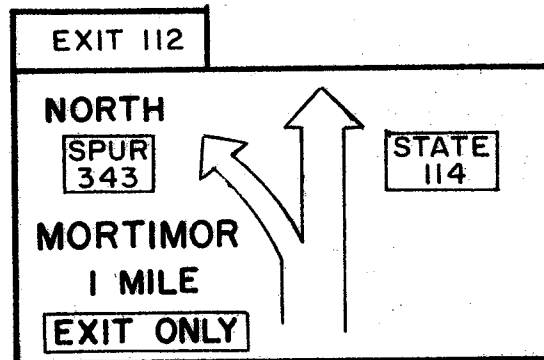 EXIT 112
NORTH
SPUR
343
STATE
114
MORTIMOR
1 MILE
EXIT ONLY